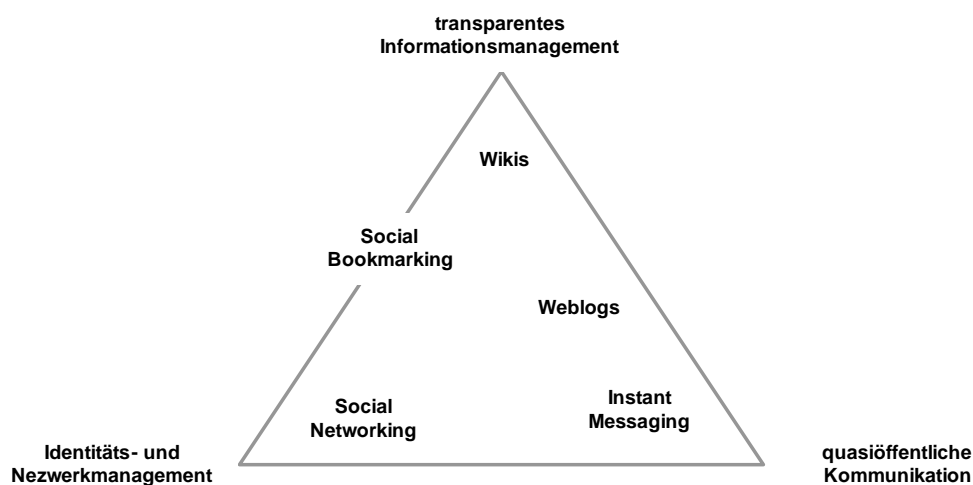 transparentes
Informationsmanagement
Wikis
Social
Bookmarking
Weblogs
Social
Networking
Instant
Messaging
Identitäts- und
Nezwerkmanagement
quasiöffentliche
Kommunikation